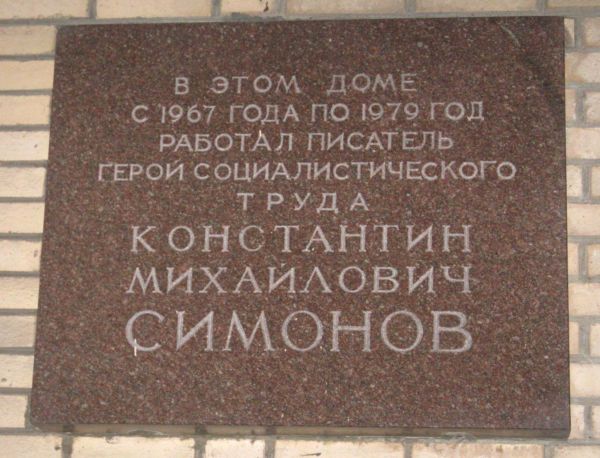 В ЭТОМ ДОМЕ
С 1967 ГОДА ПО 1979 ГОД
РАБОТАЛ ПИСАТЕЛЬ
ГЕРОЙ СОЦИАЛИСТИЧЕСКОГО
ТРУДА
КОНСТАНТИН
МИХАЙЛОВИЧ
СИМОНОВ